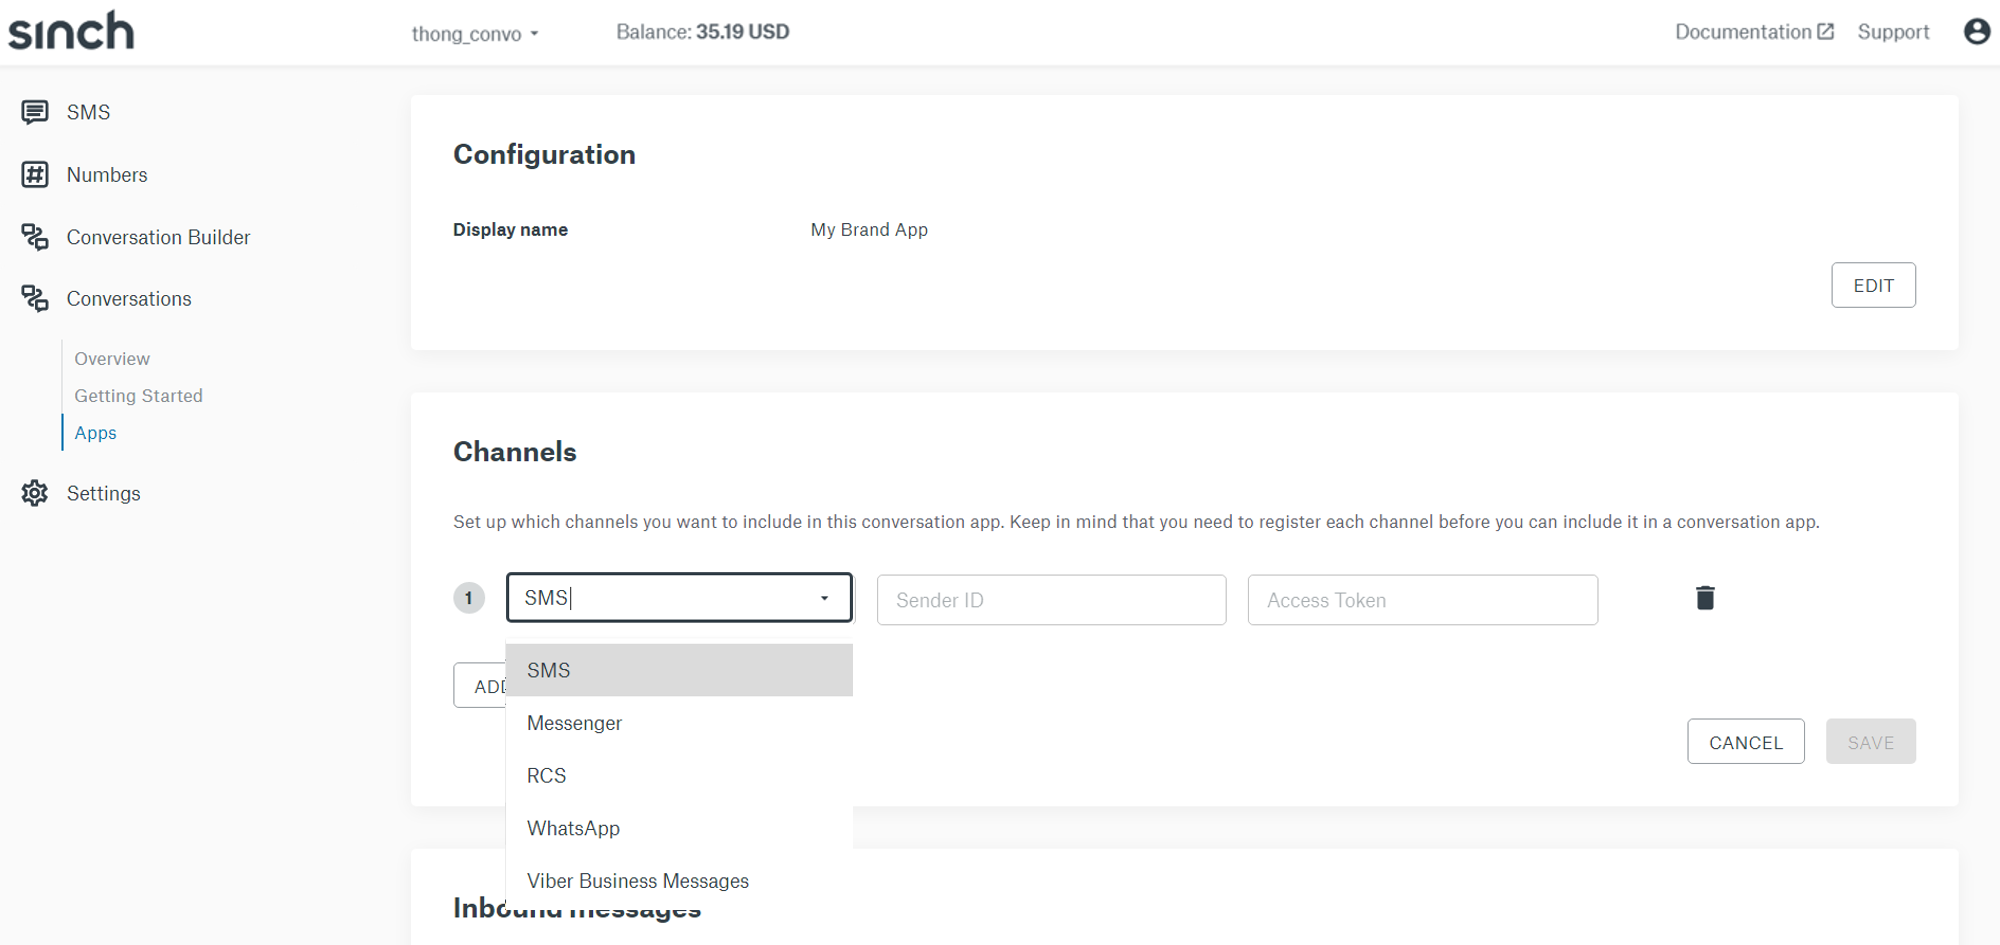 sinch
thong_convo
Balance: 35.19 USD
Documentation
Support
SMS
Numbers
Conversation Builder
Conversations
Overview
Getting Started
Apps
Settings
Configuration
Display name
My Brand App
EDIT
Channels
Set up which channels you want to include in this conversation app. Keep in mind that you need to register each channel before you can include it in a conversation app.
1
SMS
Sender ID
Access Token
SMS
Messenger
RCS
WhatsApp
Viber Business Messages
ADD
CANCEL
SAVE
Inbound messages